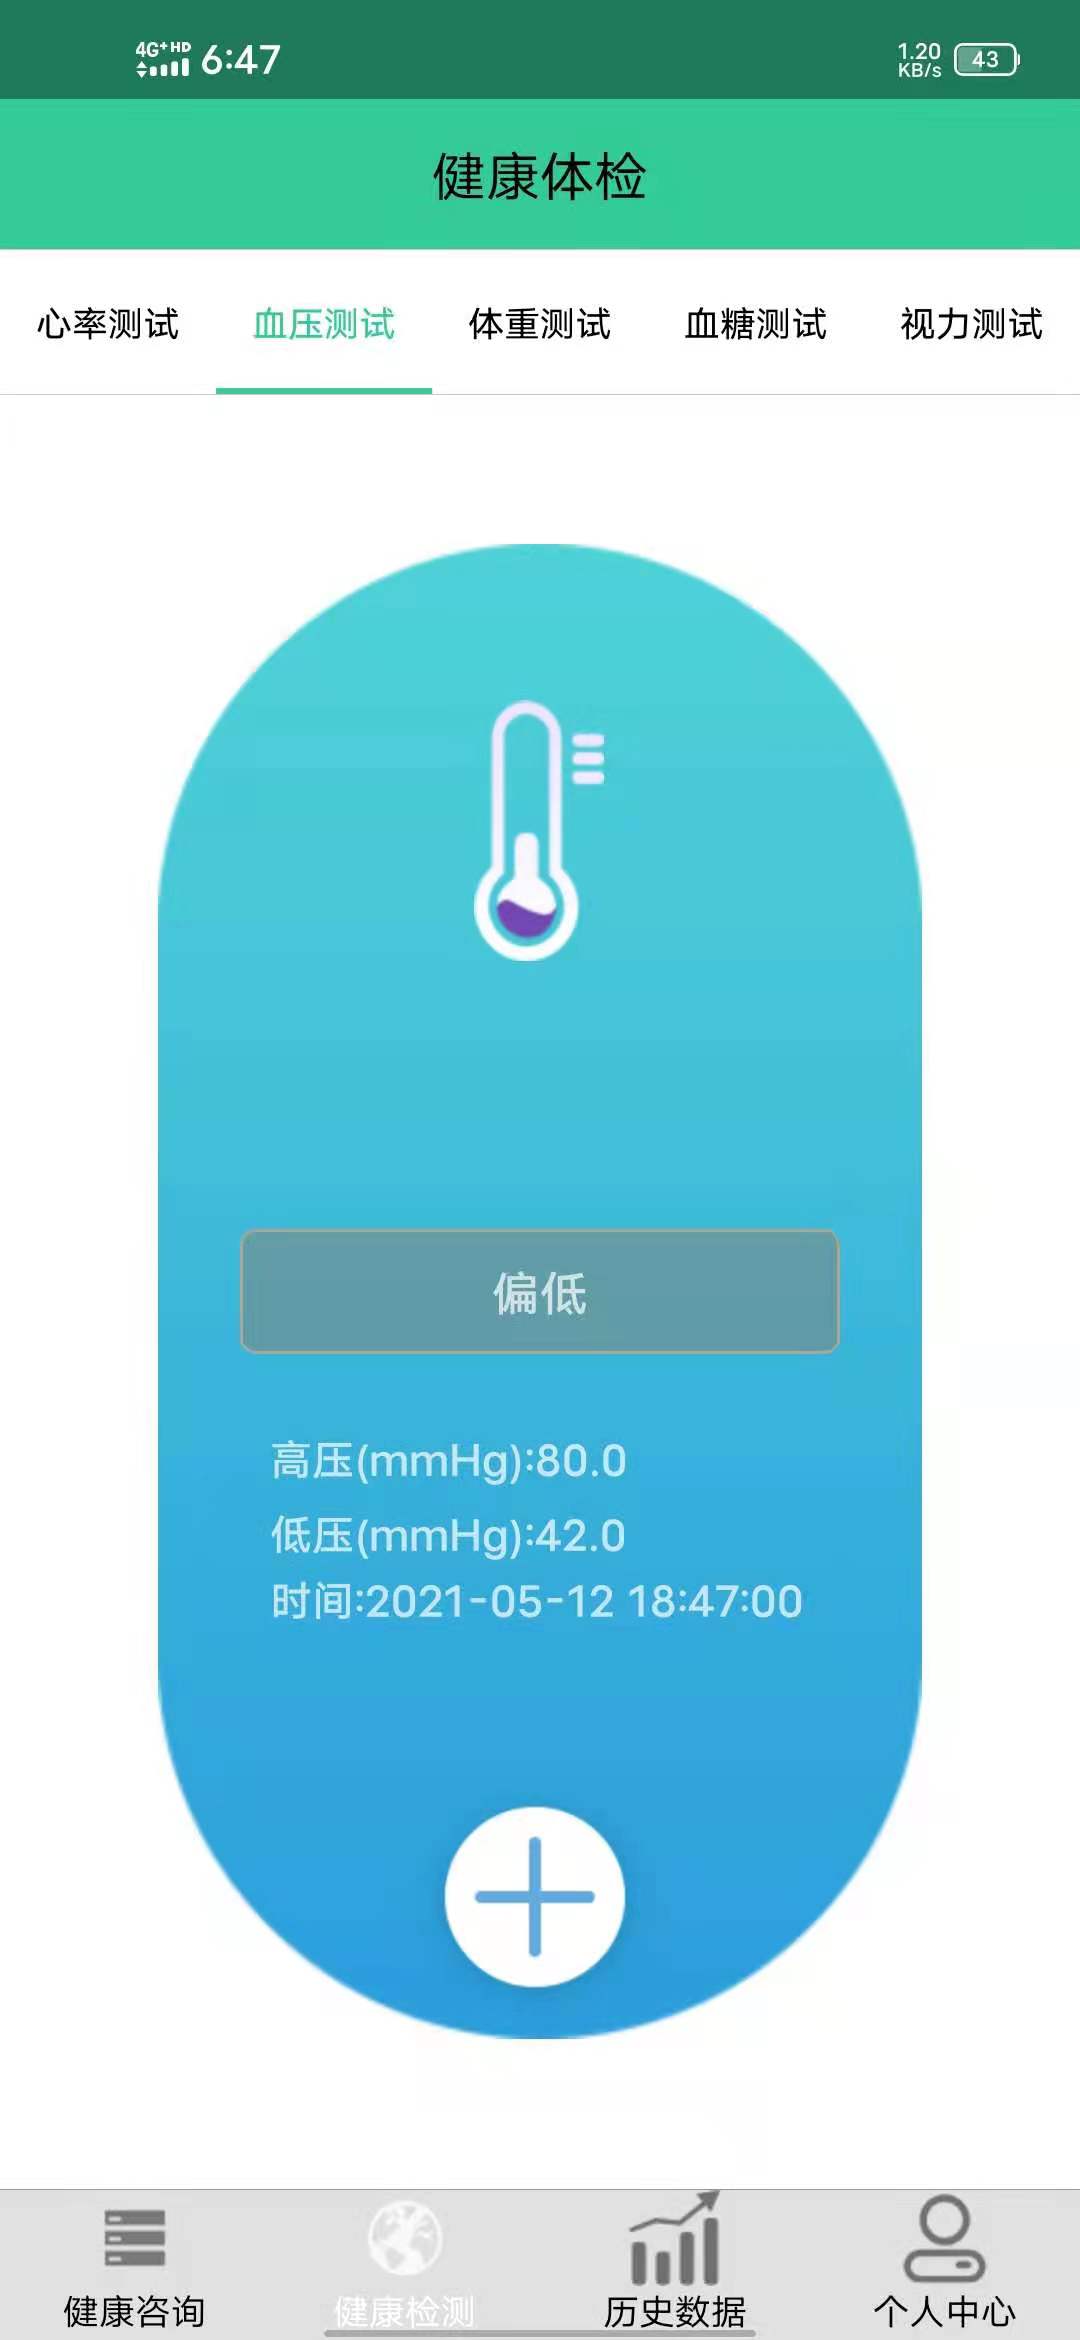 4G+ HD 6:47 1.20 KB/s 43
健康体检
心率测试 血压测试 体重测试 血糖测试 视力测试
偏低
高压(mmHg):80.0
低压(mmHg):42.0
时间:2021-05-12 18:47:00
健康咨询 健康检测 历史数据 个人中心